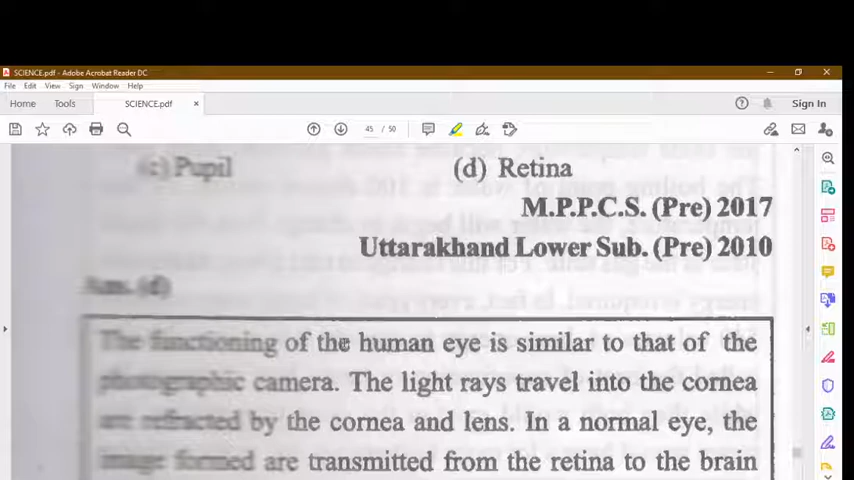 SCIENCE.pdf - Adobe Acrobat Reader DC
File Edit View Sign Window Help
Home Tools SCIENCE.pdf × Sign In
45 / 50
(c) Pupil (d) Retina
M.P.P.C.S. (Pre) 2017
Uttarakhand Lower Sub. (Pre) 2010
Ans. (d)
The functioning of the human eye is similar to that of the
photographic camera. The light rays travel into the cornea
are refracted by the cornea and lens. In a normal eye, the
image formed are transmitted from the retina to the brain